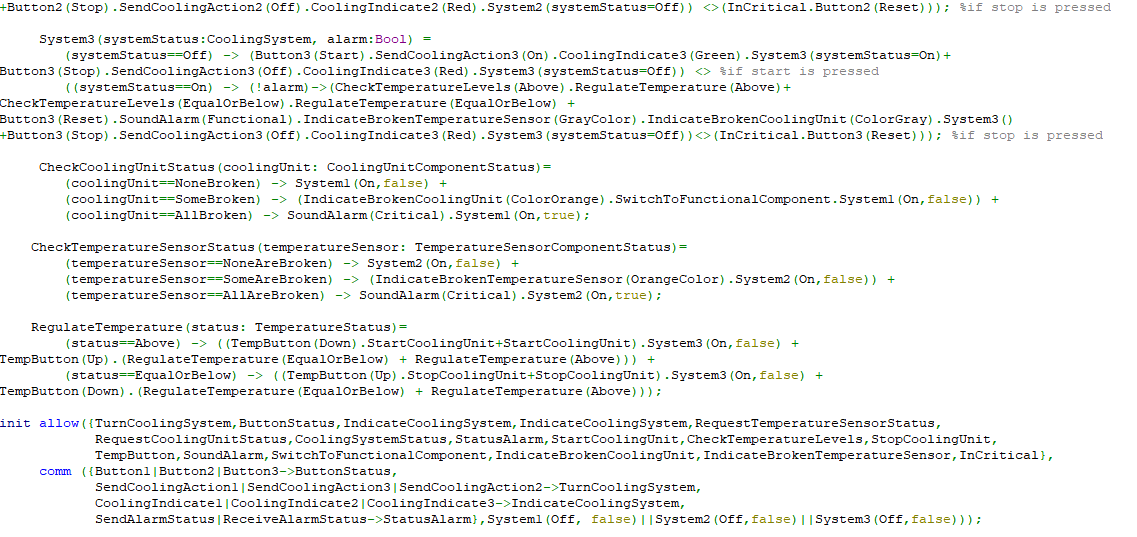 +Button2(Stop).SendCoolingAction2(Off).CoolingIndicate2(Red).System2(systemStatus=Off)) <>(InCritical.Button2(Reset))); %if stop is pressed
System3(systemStatus:CoolingSystem, alarm:Bool) =
(systemStatus==Off) -> (Button3(Start).SendCoolingAction3(On).CoolingIndicate3(Green).System3(systemStatus=On)+
Button3(Stop).SendCoolingAction3(Off).CoolingIndicate3(Red).System3(systemStatus=Off)) <> %if start is pressed
((systemStatus==On) -> (!alarm)->(CheckTemperatureLevels(Above).RegulateTemperature(Above)+
CheckTemperatureLevels(EqualOrBelow).RegulateTemperature(EqualOrBelow) +
Button3(Reset).SoundAlarm(Functional).IndicateBrokenTemperatureSensor(GrayColor).IndicateBrokenCoolingUnit(ColorGray).System3()
+Button3(Stop).SendCoolingAction3(Off).CoolingIndicate3(Red).System3(systemStatus=Off))<>(InCritical.Button3(Reset))); %if stop is pressed
CheckCoolingUnitStatus(coolingUnit: CoolingUnitComponentStatus)=
(coolingUnit==NoneBroken) -> System1(On,false) +
(coolingUnit==SomeBroken) -> (IndicateBrokenCoolingUnit(ColorOrange).SwitchToFunctionalComponent.System1(On,false)) +
(coolingUnit==AllBroken) -> SoundAlarm(Critical).System1(On,true);
CheckTemperatureSensorStatus(temperatureSensor: TemperatureSensorComponentStatus)=
(temperatureSensor==NoneAreBroken) -> System2(On,false) +
(temperatureSensor==SomeAreBroken) -> (IndicateBrokenTemperatureSensor(OrangeColor).System2(On,false)) +
(temperatureSensor==AllAreBroken) -> SoundAlarm(Critical).System2(On,true);
RegulateTemperature(status: TemperatureStatus)=
(status==Above) -> ((TempButton(Down).StartCoolingUnit+StartCoolingUnit).System3(On,false) +
TempButton(Up).(RegulateTemperature(EqualOrBelow) + RegulateTemperature(Above))) +
(status==EqualOrBelow) -> ((TempButton(Up).StopCoolingUnit+StopCoolingUnit).System3(On,false) +
TempButton(Down).(RegulateTemperature(EqualOrBelow) + RegulateTemperature(Above)));
init allow({TurnCoolingSystem,ButtonStatus,IndicateCoolingSystem,IndicateCoolingSystem,RequestTemperatureSensorStatus,
RequestCoolingUnitStatus,CoolingSystemStatus,StatusAlarm,StartCoolingUnit,CheckTemperatureLevels,StopCoolingUnit,
TempButton,SoundAlarm,SwitchToFunctionalComponent,IndicateBrokenCoolingUnit,IndicateBrokenTemperatureSensor,InCritical},
comm ({Button1|Button2|Button3->ButtonStatus,
SendCoolingAction1|SendCoolingAction3|SendCoolingAction2->TurnCoolingSystem,
CoolingIndicate1|CoolingIndicate2|CoolingIndicate3->IndicateCoolingSystem,
SendAlarmStatus|ReceiveAlarmStatus->StatusAlarm},System1(Off, false)||System2(Off,false)||System3(Off,false)));